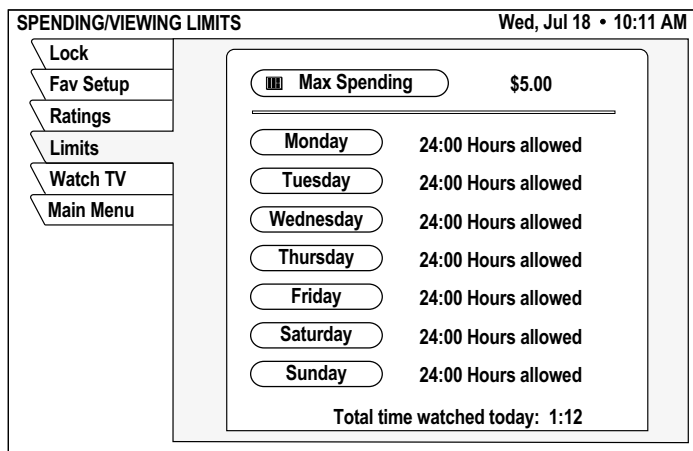 SPENDING/VIEWING LIMITS Wed, Jul 18 • 10:11 AM
Lock
Fav Setup
Ratings
Limits
Watch TV
Main Menu
Max Spending $5.00
Monday 24:00 Hours allowed
Tuesday 24:00 Hours allowed
Wednesday 24:00 Hours allowed
Thursday 24:00 Hours allowed
Friday 24:00 Hours allowed
Saturday 24:00 Hours allowed
Sunday 24:00 Hours allowed
Total time watched today: 1:12